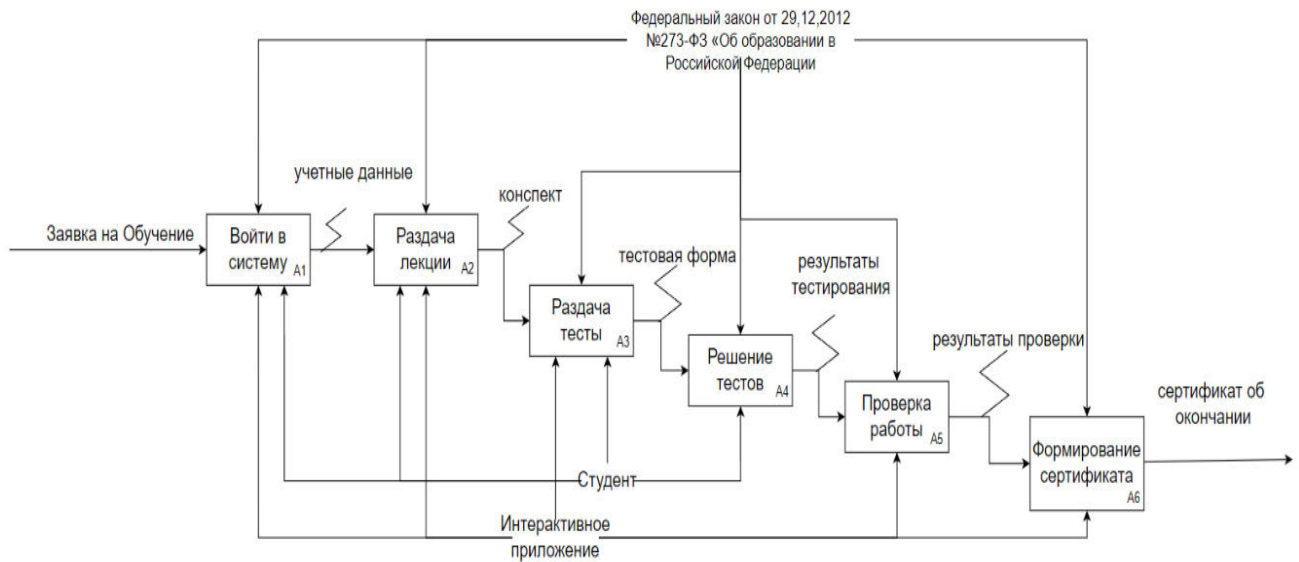 Федеральный закон от 29,12,2012
№273-ФЗ «Об образовании в
Российской Федерации
учетные данные
конспект
Заявка на Обучение
Войти в
систему
A1
Раздача
лекции
A2
тестовая форма
результаты
тестирования
Раздача
тесты
A3
Решение
тестов
A4
результаты проверки
Проверка
работы
A5
сертификат об
окончании
Формирование
сертификата
A6
Студент
Интерактивное
приложение